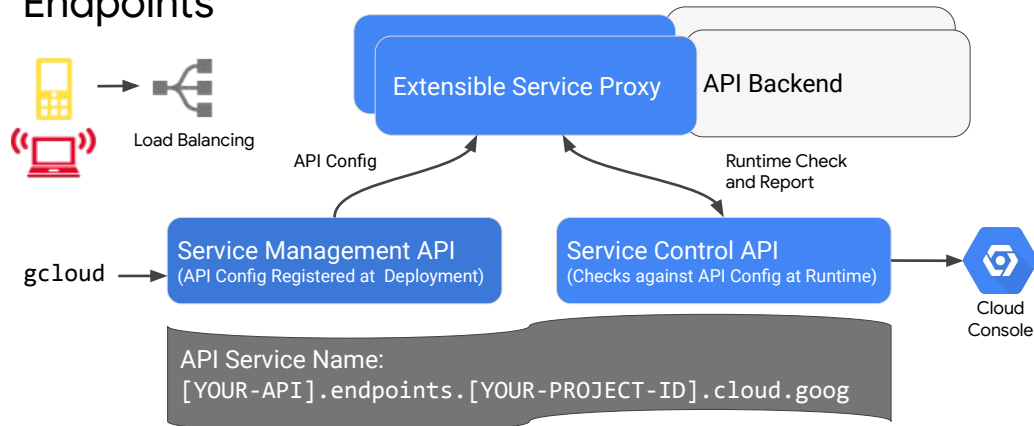 Endpoints
Extensible Service Proxy
API Backend
Load Balancing
API Config
Runtime Check
and Report
Service Management API
(API Config Registered at Deployment)
Service Control API
(Checks against API Config at Runtime)
gcloud
Cloud
Console
API Service Name:
[YOUR-API].endpoints.[YOUR-PROJECT-ID].cloud.goog